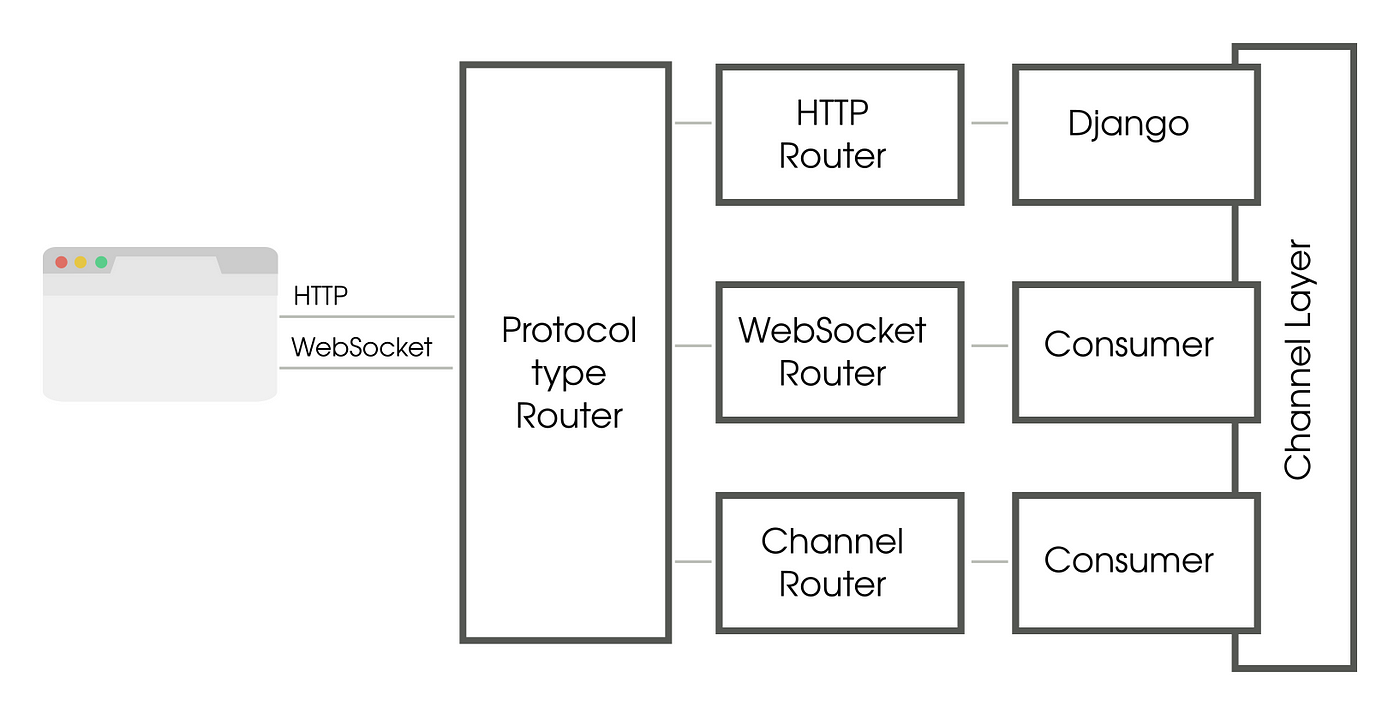 HTTP
WebSocket
Protocol
type
Router
HTTP
Router
Django
WebSocket
Router
Consumer
Channel
Router
Consumer
Channel Layer